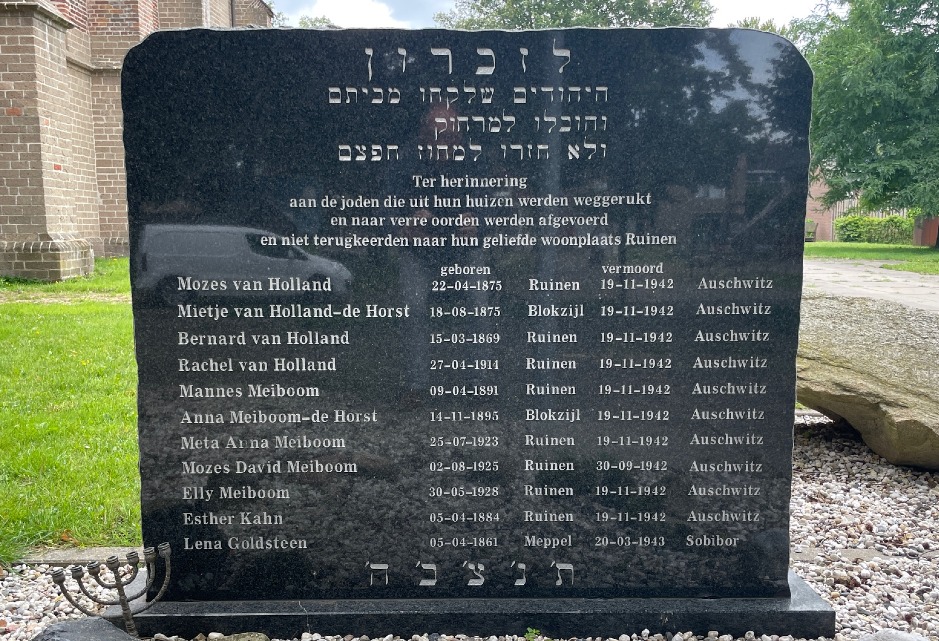 לזכרון
היהודים שלקחו מביתם
והובלו למרחוק
ולא חזרו למחוז חפצם
Ter herinnering
aan de joden die uit hun huizen werden weggerukt
en naar verre oorden werden afgevoerd
en niet terugkeerden naar hun geliefde woonplaats Ruinen
geboren vermoord
Mozes van Holland 22-04-1875 Ruinen 19-11-1942 Auschwitz
Mietje van Holland-de Horst 18-08-1875 Blokzijl 19-11-1942 Auschwitz
Bernard van Holland 15-03-1869 Ruinen 19-11-1942 Auschwitz
Rachel van Holland 27-04-1914 Ruinen 19-11-1942 Auschwitz
Mannes Meiboom 09-04-1891 Ruinen 19-11-1942 Auschwitz
Anna Meiboom-de Horst 14-11-1895 Blokzijl 19-11-1942 Auschwitz
Meta Anna Meiboom 25-07-1923 Ruinen 19-11-1942 Auschwitz
Mozes David Meiboom 02-08-1925 Ruinen 30-09-1942 Auschwitz
Elly Meiboom 30-05-1928 Ruinen 19-11-1942 Auschwitz
Esther Kahn 05-04-1884 Ruinen 19-11-1942 Auschwitz
Lena Goldsteen 05-04-1861 Meppel 20-03-1943 Sobibor
ת' נ' צ' ב' ה'